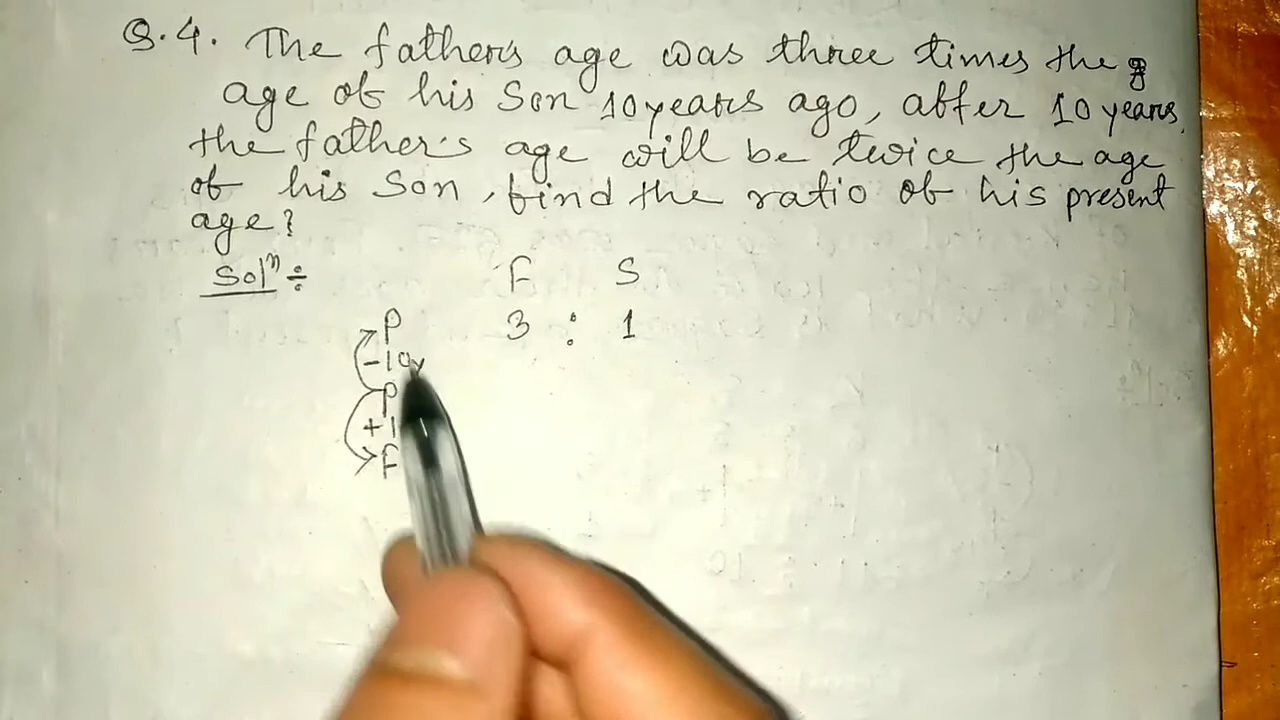 Q.4. The father's age was three times the
age of his Son 10 years ago, after 10 years,
the father's age will be twice the age
of his Son, find the ratio of his present
age?
Solⁿ ÷
F S
P 3 : 1
-10y
P
+1
F